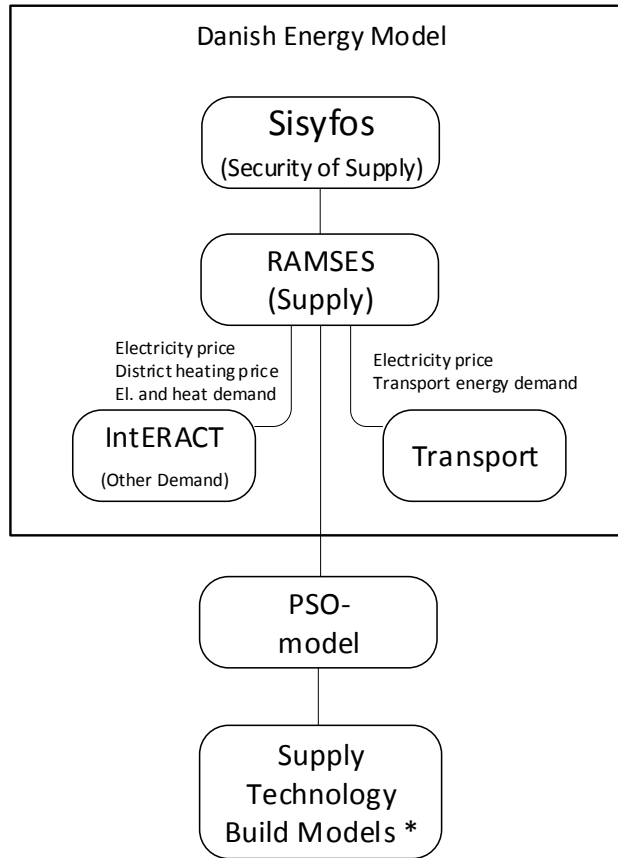 Danish Energy Model
Sisyfos
(Security of Supply)
RAMSES
(Supply)
Electricity price
District heating price
El. and heat demand
Electricity price
Transport energy demand
IntERACT
(Other Demand)
Transport
PSO-
model
Supply
Technology
Build Models *